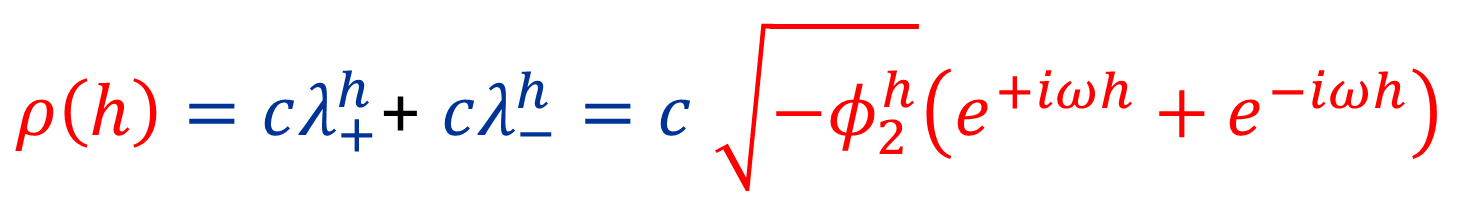 ρ(h) = cλ₊ʰ + cλ₋ʰ = c √(−ϕ₂ʰ) (e^{+iωh} + e^{−iωh})